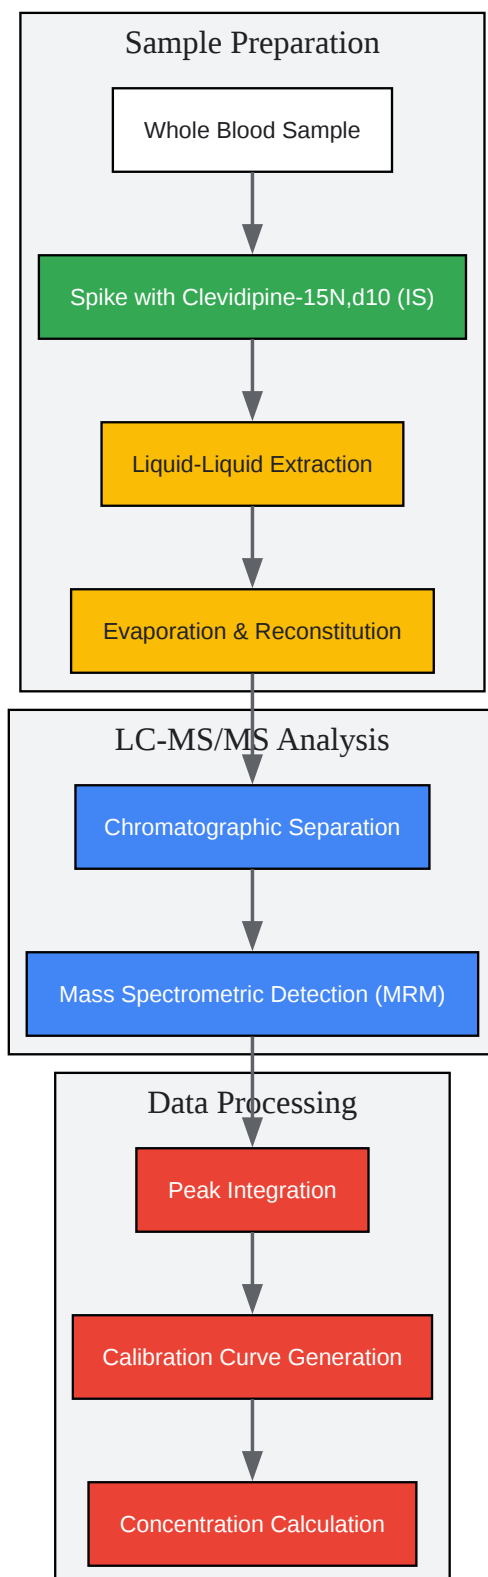 Sample Preparation
Whole Blood Sample
Spike with Clevidipine-15N,d10 (IS)
Liquid-Liquid Extraction
Evaporation & Reconstitution
LC-MS/MS Analysis
Chromatographic Separation
Mass Spectrometric Detection (MRM)
Data Processing
Peak Integration
Calibration Curve Generation
Concentration Calculation